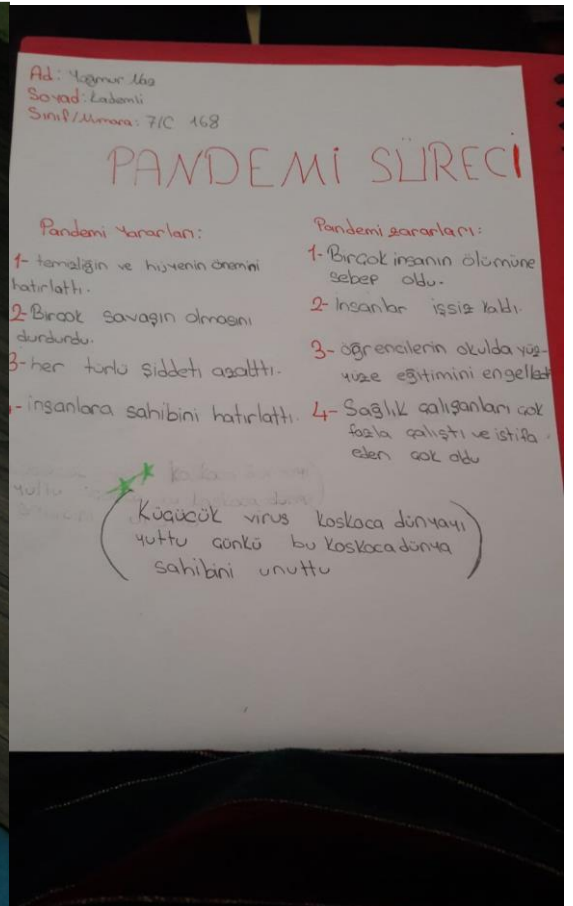 Ad: Yağmur
Soyad: Kademli
Sınıf/Numara: 7/C 168
PANDEMİ SÜRECİ
Pandemi Yararları:
1- temizliğin ve hijyenin önemini
hatırlattı.
2- Birçok savaşın olmasını
durdurdu.
3- her türlü şiddeti azalttı.
- insanlara sahibini hatırlattı.
Pandemi zararları:
1- Birçok insanın ölümüne
sebep oldu.
2- İnsanlar işsiz kaldı.
3- öğrencilerin okulda yüz-
yüze eğitimini engelledi
4- Sağlık çalışanları çok
fazla çalıştı ve istifa
eden çok oldu
(Küçücük virüs koskoca dünyayı
yuttu çünkü bu koskoca dünya
sahibini unuttu)